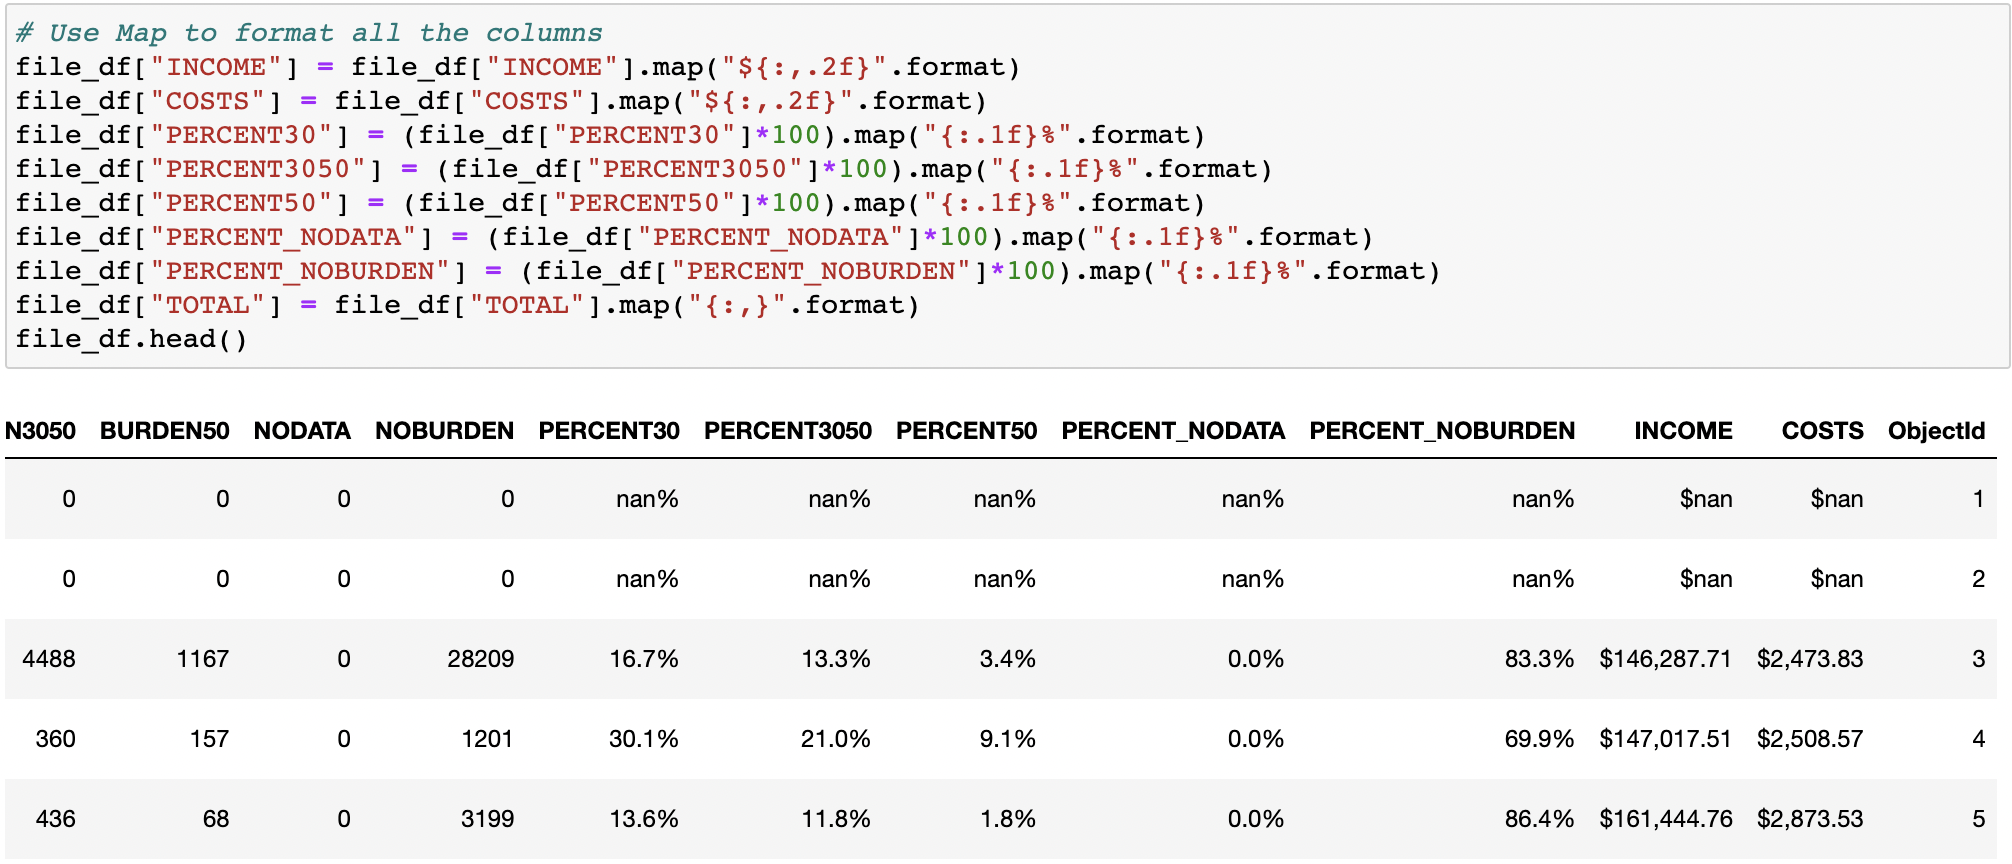 # Use Map to format all the columns
file_df["INCOME"] = file_df["INCOME"].map("${:,.2f}".format)
file_df["COSTS"] = file_df["COSTS"].map("${:,.2f}".format)
file_df["PERCENT30"] = (file_df["PERCENT30"]*100).map("{:.1f}%".format)
file_df["PERCENT3050"] = (file_df["PERCENT3050"]*100).map("{:.1f}%".format)
file_df["PERCENT50"] = (file_df["PERCENT50"]*100).map("{:.1f}%".format)
file_df["PERCENT_NODATA"] = (file_df["PERCENT_NODATA"]*100).map("{:.1f}%".format)
file_df["PERCENT_NOBURDEN"] = (file_df["PERCENT_NOBURDEN"]*100).map("{:.1f}%".format)
file_df["TOTAL"] = file_df["TOTAL"].map("{:,}".format)
file_df.head()
N3050 BURDEN50 NODATA NOBURDEN PERCENT30 PERCENT3050 PERCENT50 PERCENT_NODATA PERCENT_NOBURDEN INCOME COSTS ObjectId
0 0 0 0 nan% nan% nan% nan% nan% $nan $nan 1
0 0 0 0 nan% nan% nan% nan% nan% $nan $nan 2
4488 1167 0 28209 16.7% 13.3% 3.4% 0.0% 83.3% $146,287.71 $2,473.83 3
360 157 0 1201 30.1% 21.0% 9.1% 0.0% 69.9% $147,017.51 $2,508.57 4
436 68 0 3199 13.6% 11.8% 1.8% 0.0% 86.4% $161,444.76 $2,873.53 5